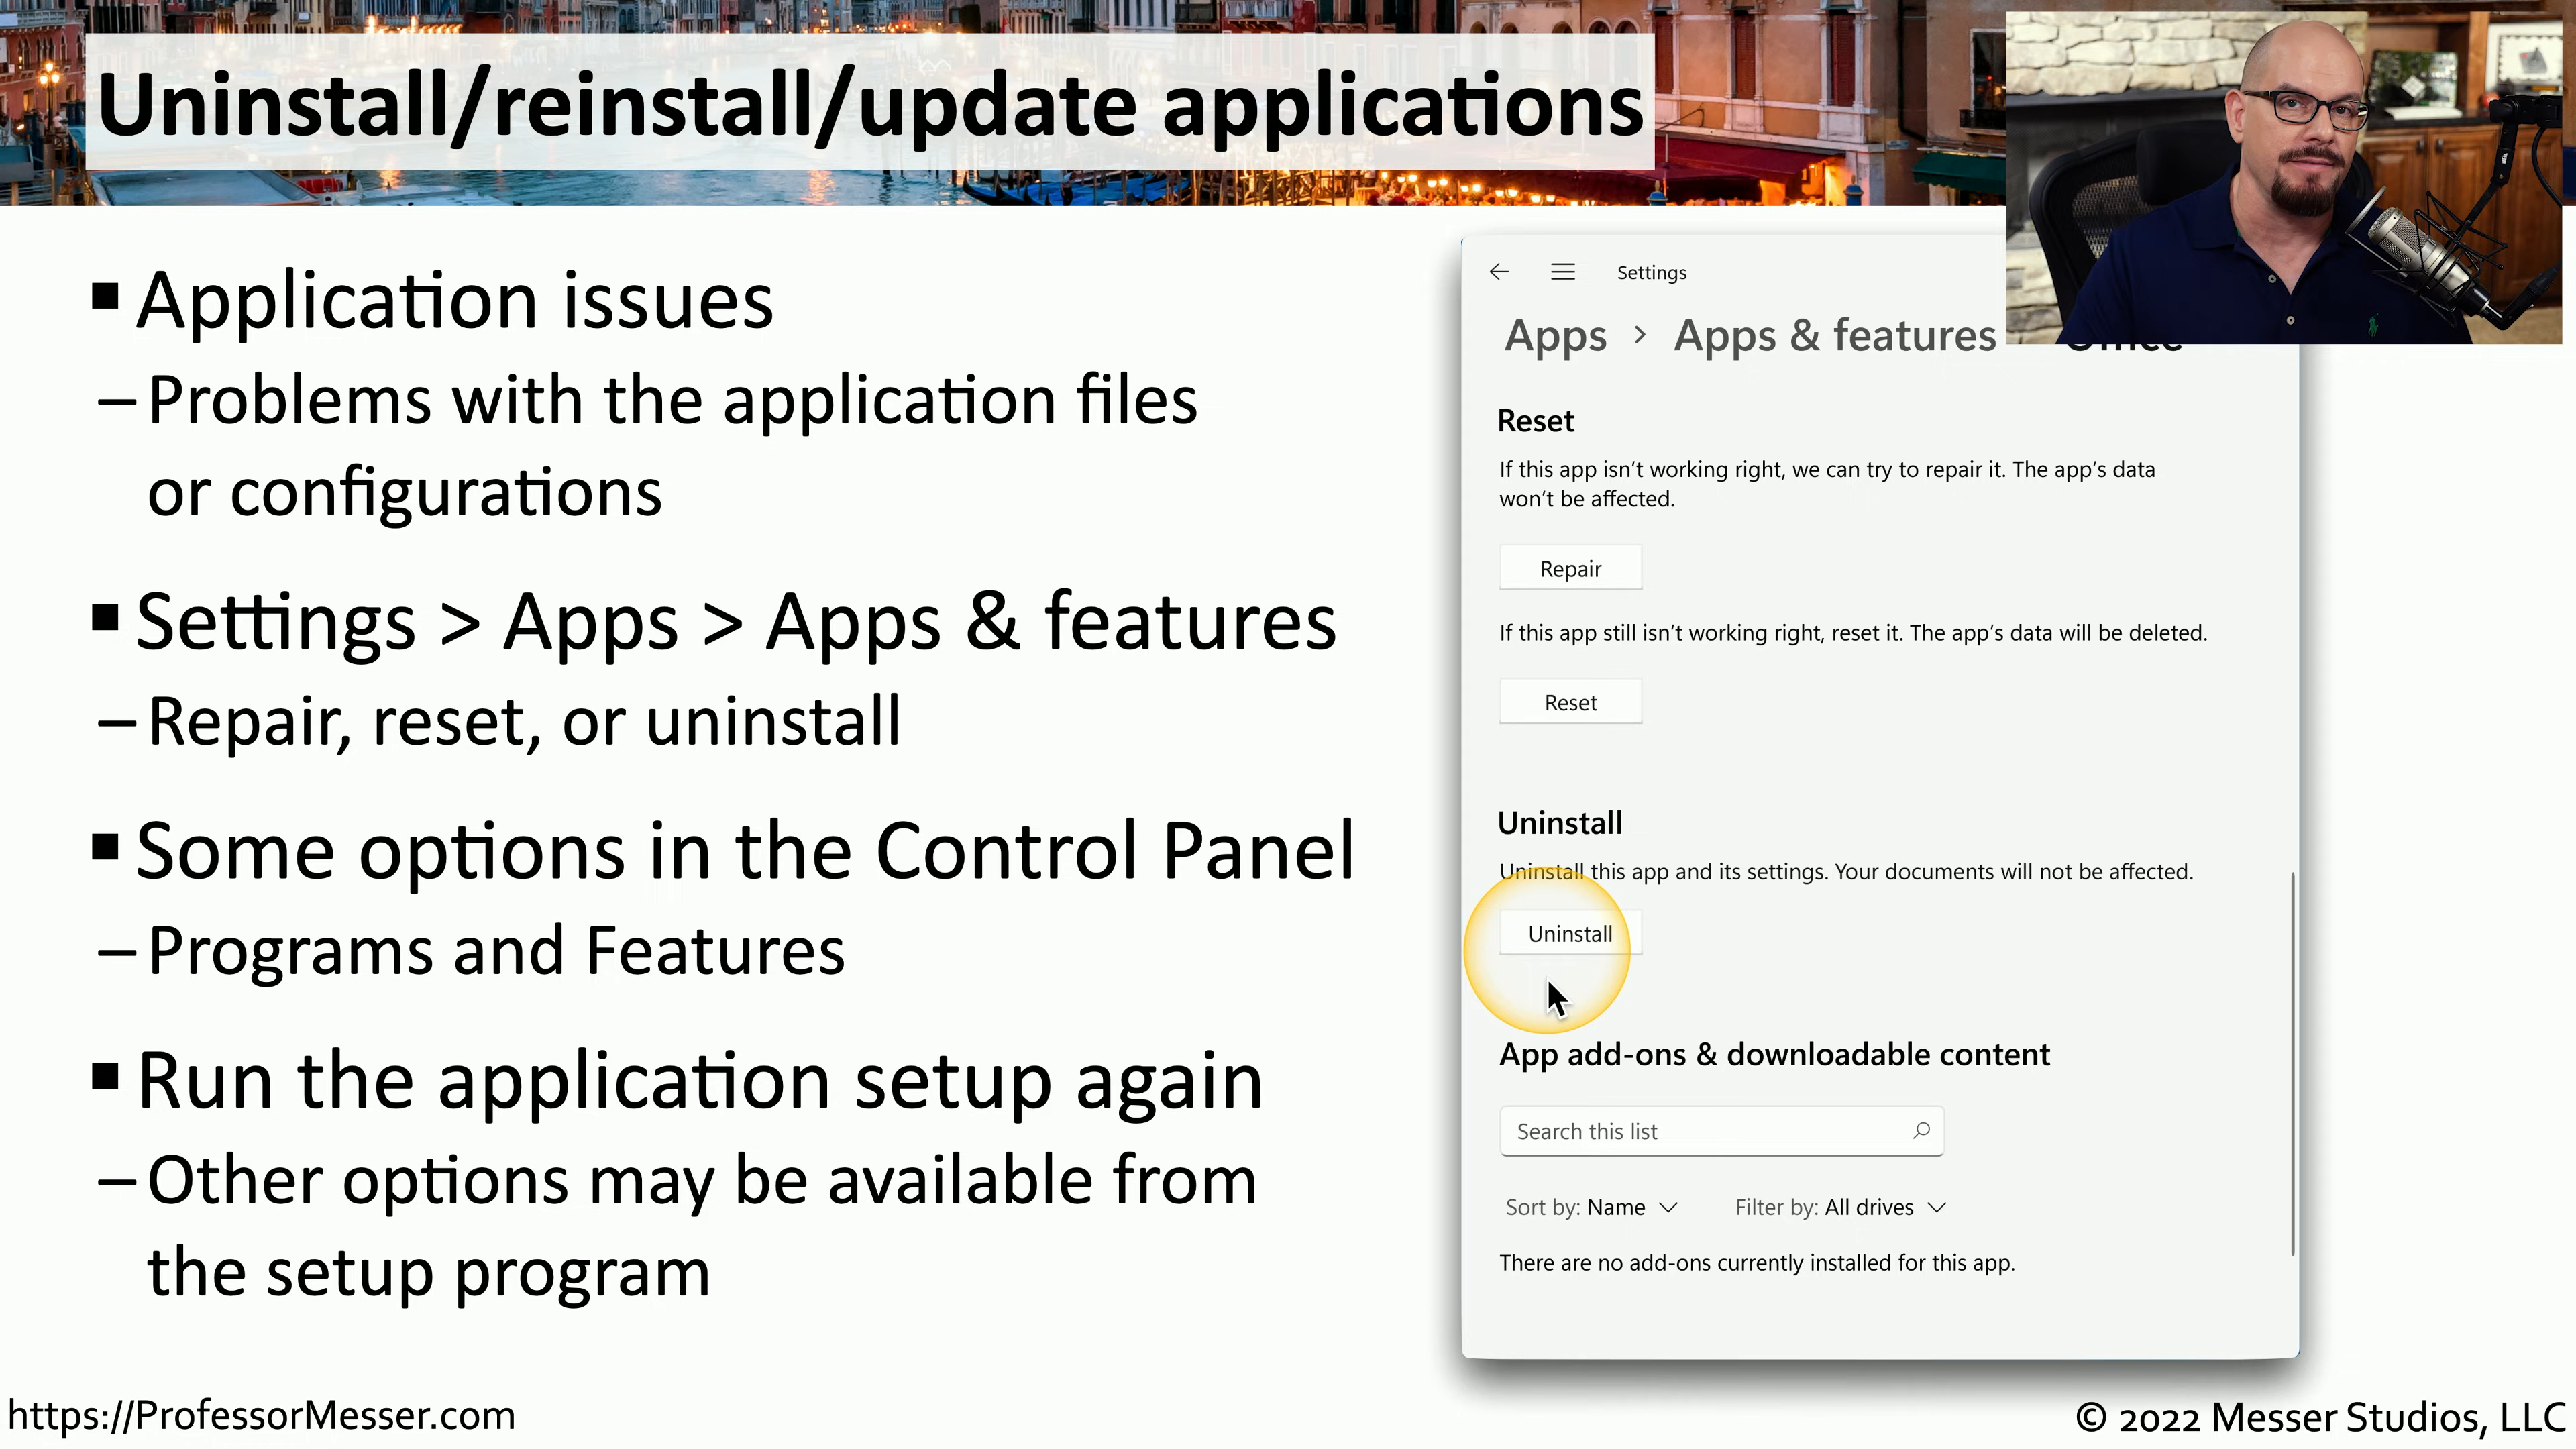 Uninstall/reinstall/update applications
▪ Application issues
– Problems with the application files
or configurations
▪ Settings > Apps > Apps & features
– Repair, reset, or uninstall
▪ Some options in the Control Panel
– Programs and Features
▪ Run the application setup again
– Other options may be available from
the setup program
Settings
Apps › Apps & features
Reset
If this app isn't working right, we can try to repair it. The app's data
won't be affected.
Repair
If this app still isn't working right, reset it. The app's data will be deleted.
Reset
Uninstall
Uninstall this app and its settings. Your documents will not be affected.
Uninstall
App add-ons & downloadable content
Search this list
Sort by: Name Filter by: All drives
There are no add-ons currently installed for this app.
https://ProfessorMesser.com
© 2022 Messer Studios, LLC